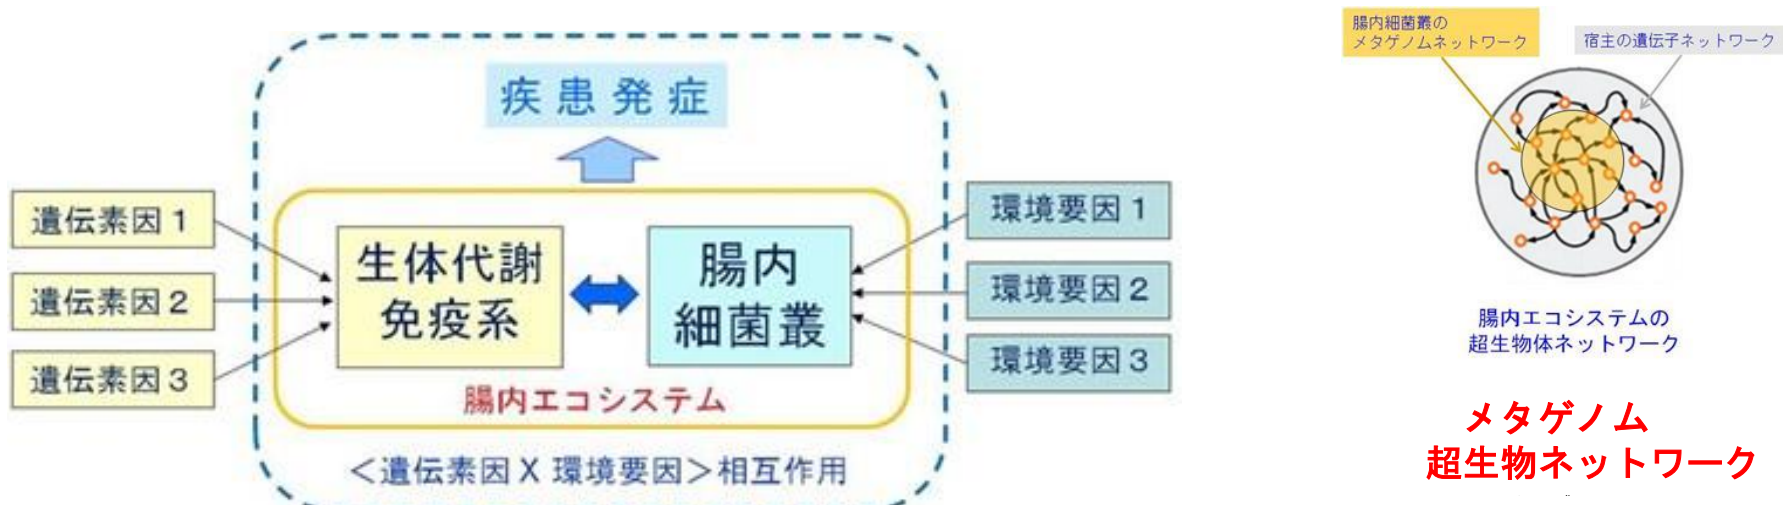 疾患発症
遺伝素因1
遺伝素因2
遺伝素因3
生体代謝
免疫系
腸内
細菌叢
環境要因1
環境要因2
環境要因3
腸内エコシステム
＜遺伝素因X環境要因＞相互作用
腸内細菌叢の
メタゲノムネットワーク
宿主の遺伝子ネットワーク
腸内エコシステムの
超生物体ネットワーク
メタゲノム
超生物ネットワーク